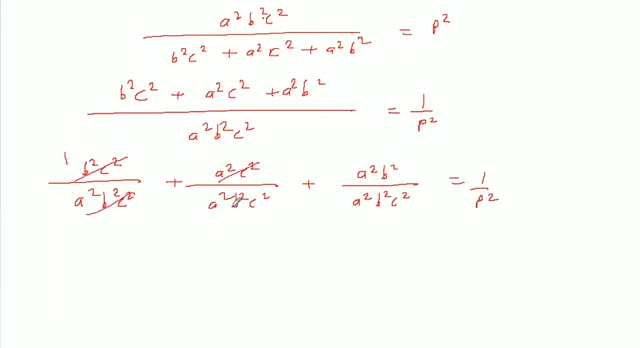 a²b²c² / b²c² + a²c² + a²b² = p²
b²c² + a²c² + a²b² / a²b²c² = 1 / p²
1 b²c² / a²b²c² + a²c² / a²b²c² + a²b² / a²b²c² = 1 / p²